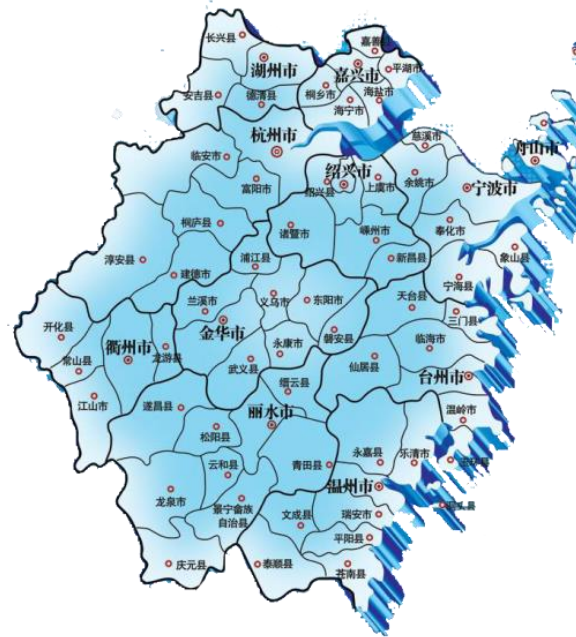 长兴县
嘉善县
湖州市
嘉兴市
平湖市
安吉县
德清县
桐乡市
海盐市
海宁市
杭州市
慈溪市
舟山市
临安市
绍兴市
富阳市
绍兴县
上虞市
余姚市
宁波市
桐庐县
诸暨市
嵊州市
奉化市
淳安县
浦江县
新昌县
象山县
建德市
宁海县
兰溪市
义乌市
东阳市
天台县
三门县
开化县
金华市
衢州市
龙游县
永康市
磐安县
临海市
常山县
武义县
仙居县
台州市
江山市
遂昌县
缙云县
丽水市
温岭市
松阳县
云和县
青田县
永嘉县
乐清市
龙泉市
景宁畲族
自治县
温州市
文成县
瑞安市
平阳县
庆元县
泰顺县
苍南县